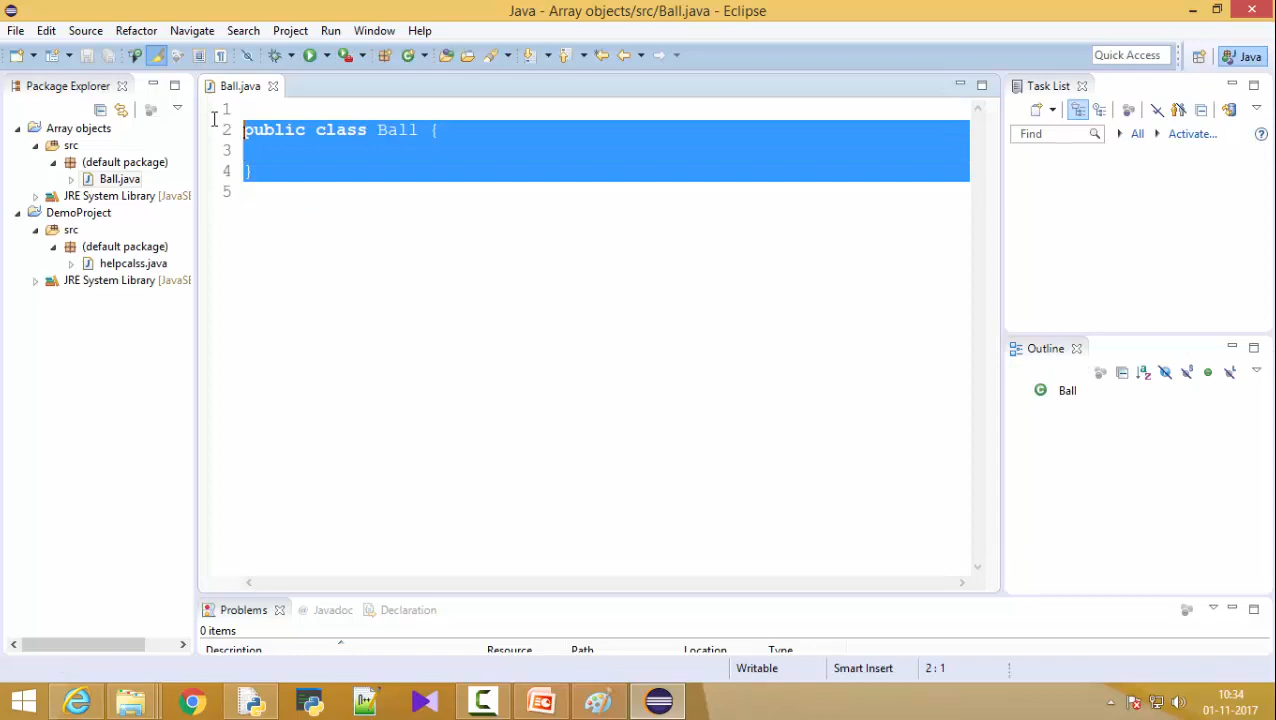 Java - Array objects/src/Ball.java - Eclipse
File Edit Source Refactor Navigate Search Project Run Window Help
Quick Access
Java
Package Explorer
Array objects
src
(default package)
Ball.java
JRE System Library [JavaSE
DemoProject
src
(default package)
helpcalss.java
JRE System Library [JavaSE
Ball.java
1
2 public class Ball {
3
4 }
5
Task List
Find
All
Activate...
Outline
Ball
Problems
Javadoc
Declaration
0 items
Description Resource Path Location Type
Writable
Smart Insert
2 : 1
10:34
01-11-2017